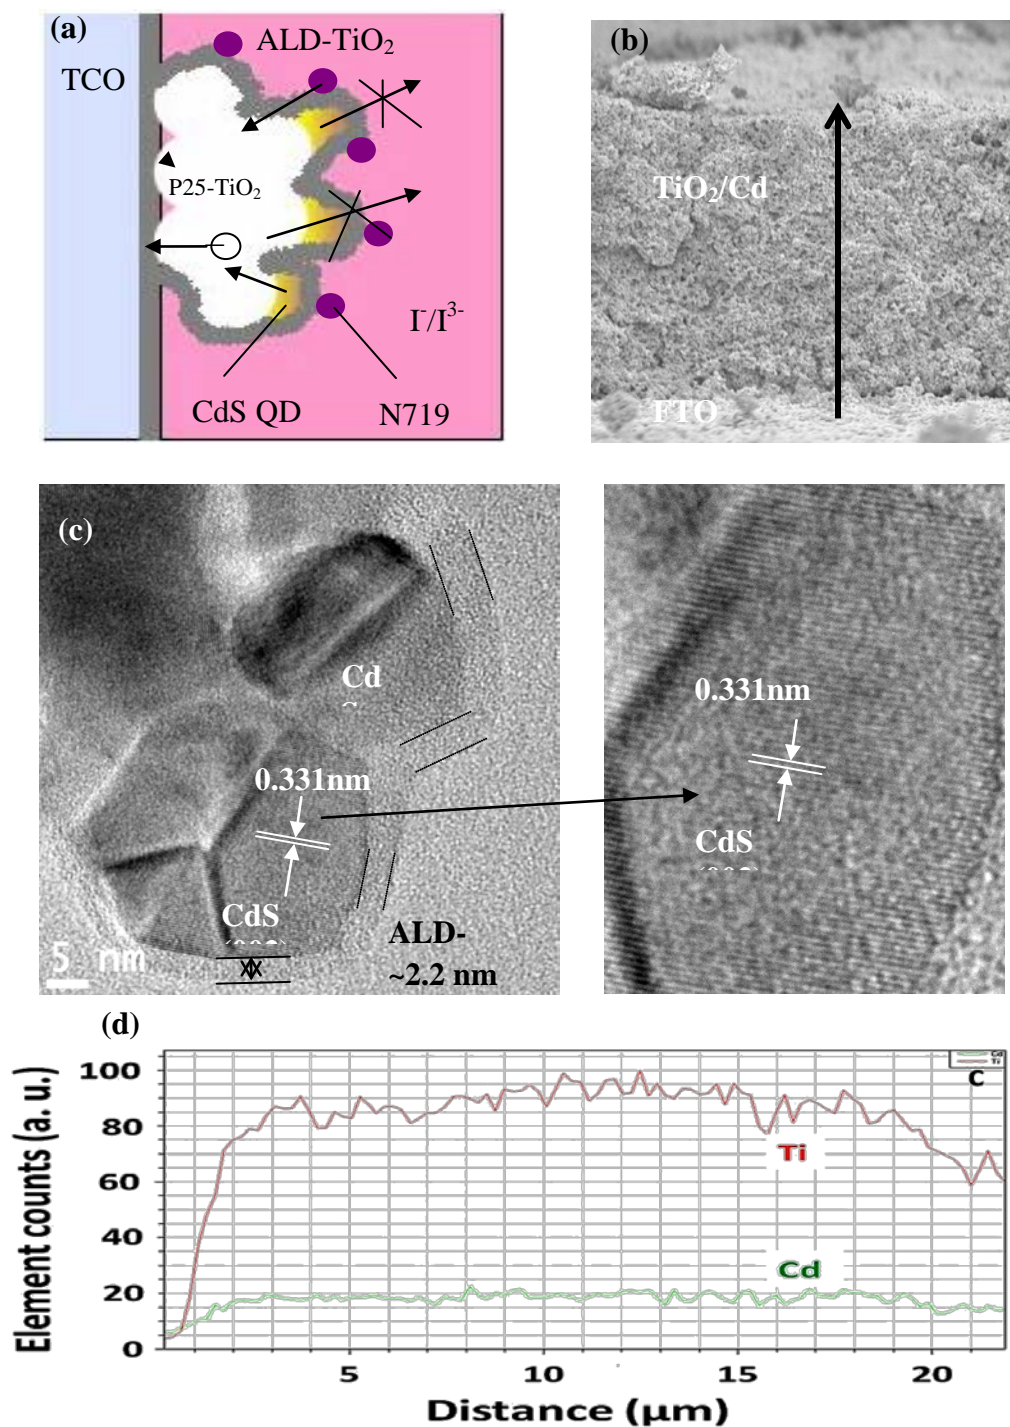 (a)
ALD-TiO₂
TCO
P25-TiO₂
I⁻/I³⁻
CdS QD
N719
(b)
TiO₂/Cd
FTO
(c)
Cd
0.331nm
CdS
ALD-
~2.2 nm
5 nm
0.331nm
CdS
(d)
Element counts (a. u.)
100
80
60
40
20
0
Cd
Ti
C
Ti
Cd
5
10
15
20
Distance (µm)